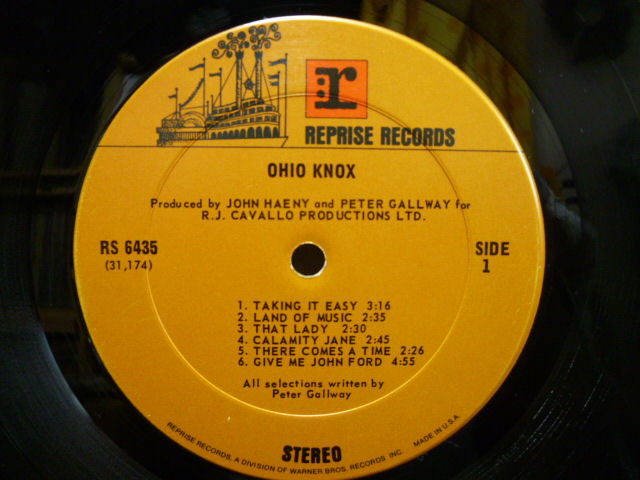 r
REPRISE RECORDS
OHIO KNOX
Produced by JOHN HAENY and PETER GALLWAY for
R.J. CAVALLO PRODUCTIONS LTD.
RS 6435
(31,174)
SIDE
1
1. TAKING IT EASY 3:16
2. LAND OF MUSIC 2:35
3. THAT LADY 2:30
4. CALAMITY JANE 2:45
5. THERE COMES A TIME 2:26
6. GIVE ME JOHN FORD 4:55
All selections written by
Peter Gallway
STEREO
REPRISE RECORDS, A DIVISION OF WARNER BROS. RECORDS INC. MADE IN U.S.A.